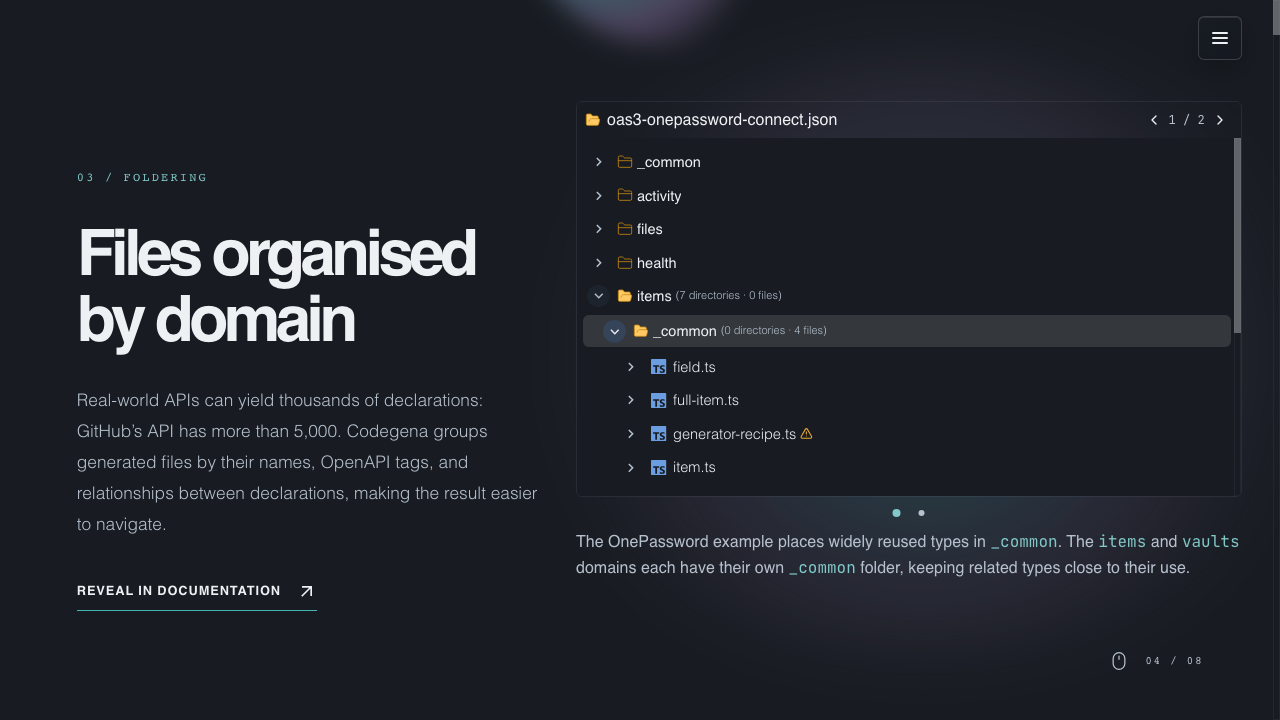 03 / FOLDERING
Files organised
by domain
Real-world APIs can yield thousands of declarations:
GitHub's API has more than 5,000. Codegena groups
generated files by their names, OpenAPI tags, and
relationships between declarations, making the result easier
to navigate.
REVEAL IN DOCUMENTATION
oas3-onepassword-connect.json
1 / 2
_common
activity
files
health
items (7 directories · 0 files)
_common (0 directories · 4 files)
TS field.ts
TS full-item.ts
TS generator-recipe.ts
TS item.ts
The OnePassword example places widely reused types in _common. The items and vaults
domains each have their own _common folder, keeping related types close to their use.
04 / 08